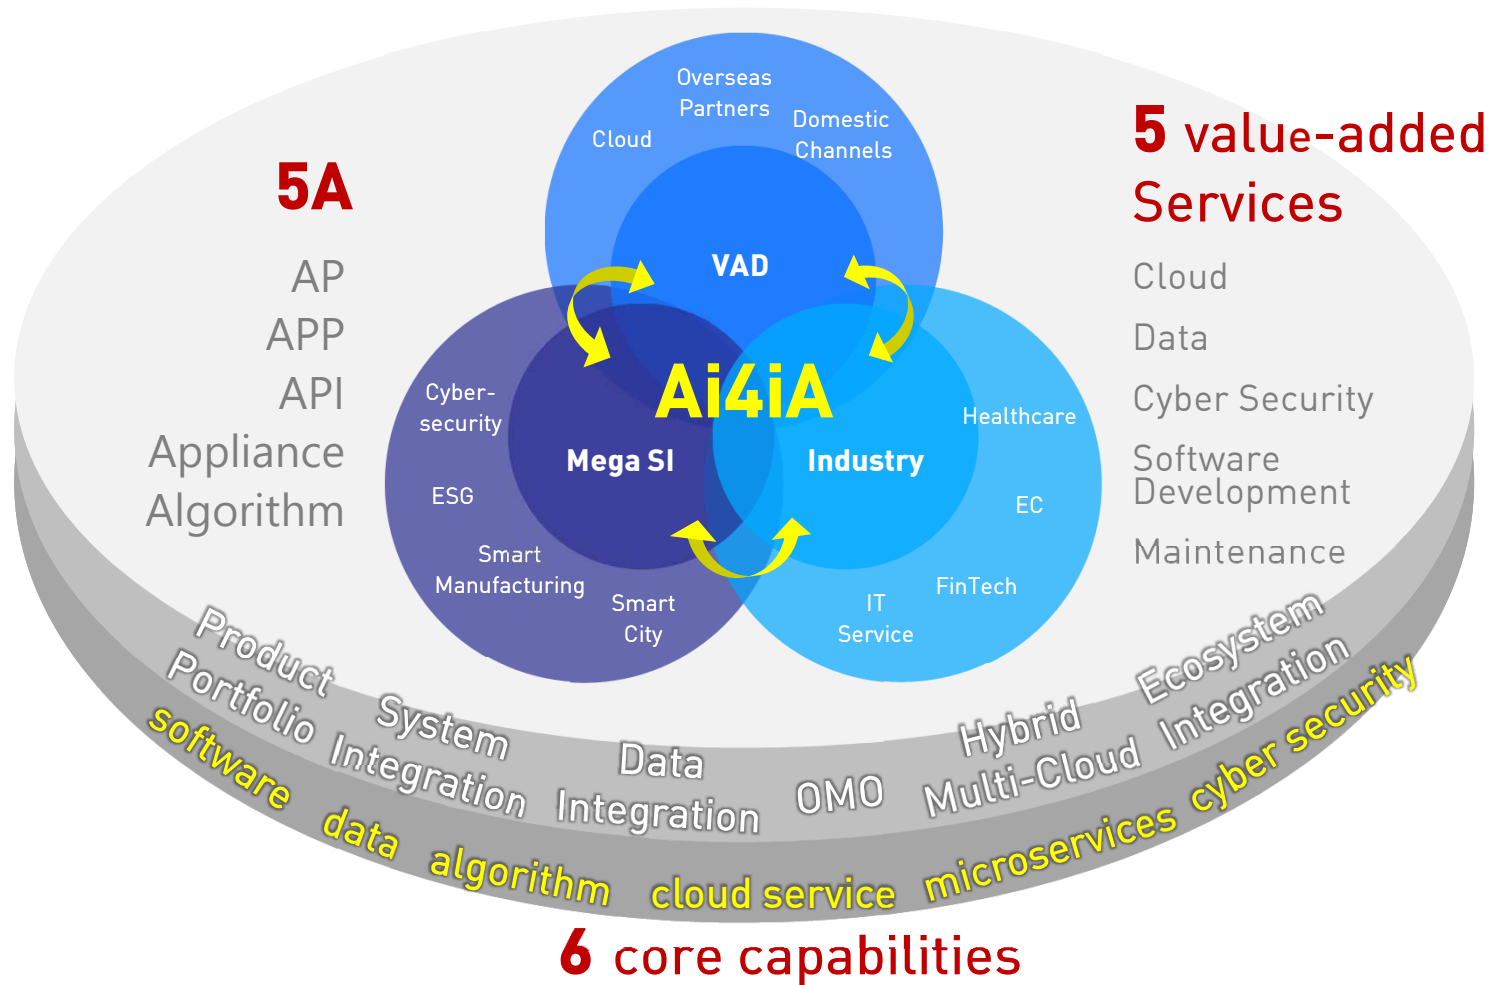 5A
AP
APP
API
Appliance
Algorithm
Overseas
Partners
Cloud
Domestic
Channels
VAD
Ai4iA
Cyber-
security
ESG
Smart
Manufacturing
Smart
City
Mega SI
Industry
Healthcare
EC
FinTech
IT
Service
5 value-added
Services
Cloud
Data
Cyber Security
Software
Development
Maintenance
Product
Portfolio
System
Integration
Data
Integration
OMO
Hybrid
Multi-Cloud
Ecosystem
Integration
software
data
algorithm
cloud service
microservices
cyber security
6 core capabilities